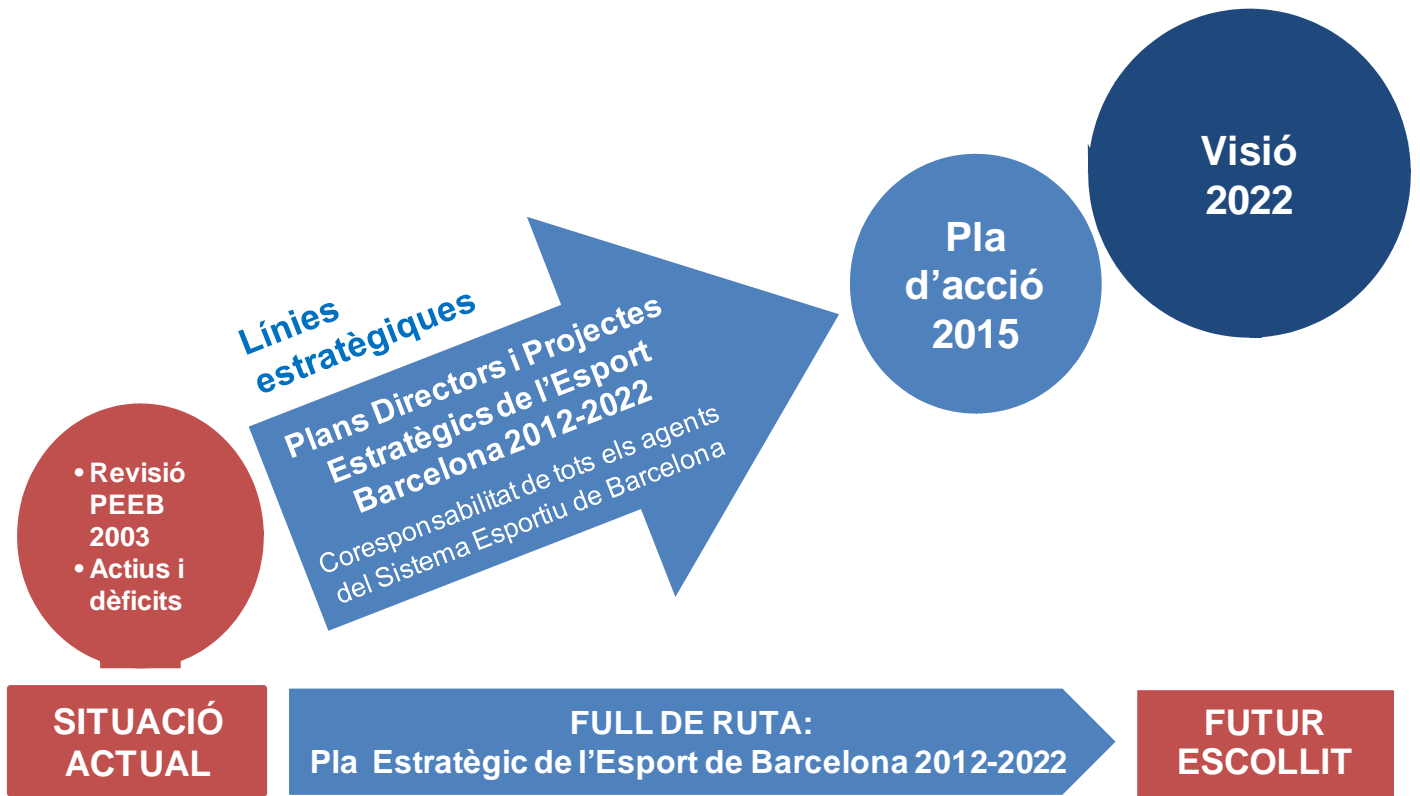 Visió
2022
Pla
d’acció
2015
Línies
estratègiques
Plans Directors i Projectes
Estratègics de l’Esport
Barcelona 2012-2022
Coresponsabilitat de tots els agents
del Sistema Esportiu de Barcelona
• Revisió
PEEB
2003
• Actius i
dèficits
SITUACIÓ
ACTUAL
FULL DE RUTA:
Pla Estratègic de l’Esport de Barcelona 2012-2022
FUTUR
ESCOLLIT